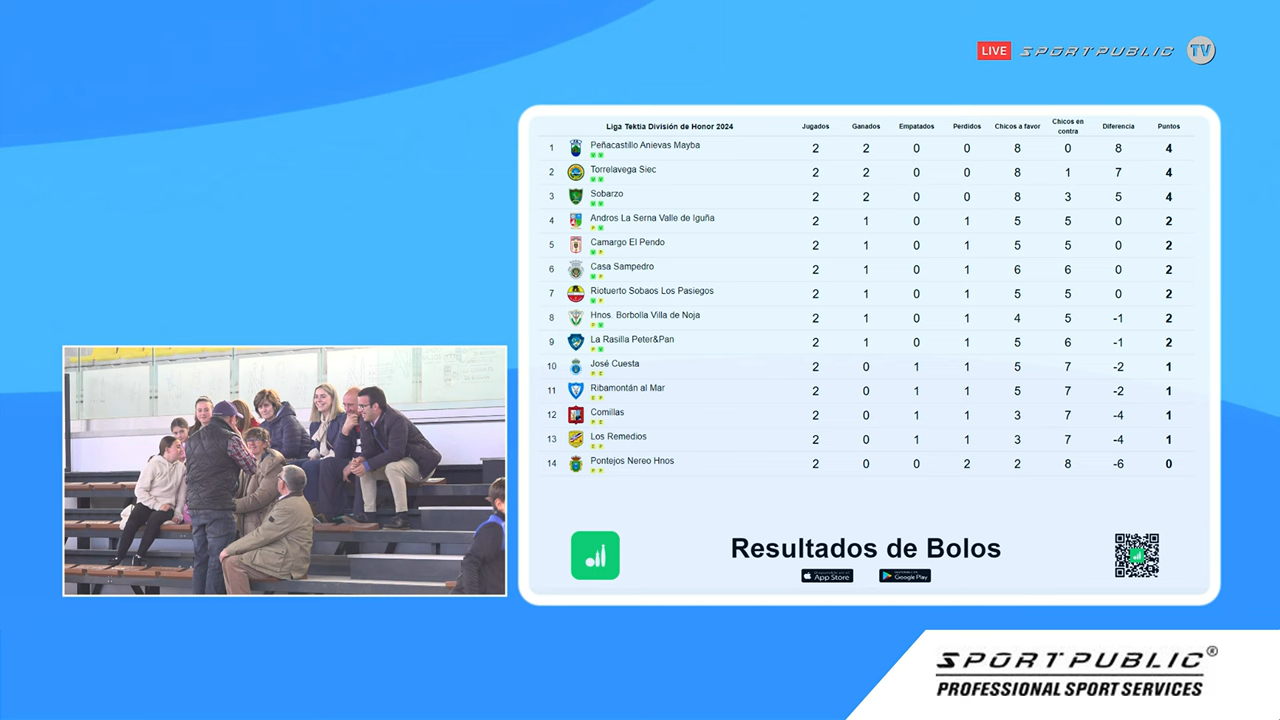 LIVE SPORTPUBLIC TV
Liga Tektia División de Honor 2024 Jugados Ganados Empatados Perdidos Chicos a favor Chicos en contra Diferencia Puntos
1 Peñacastillo Anievas Mayba 2 2 0 0 8 0 8 4
V V
2 Torrelavega Siec 2 2 0 0 8 1 7 4
V V
3 Sobarzo 2 2 0 0 8 3 5 4
V V
4 Andros La Serna Valle de Iguña 2 1 0 1 5 5 0 2
P V
5 Camargo El Pendo 2 1 0 1 5 5 0 2
V P
6 Casa Sampedro 2 1 0 1 6 6 0 2
V P
7 Riotuerto Sobaos Los Pasiegos 2 1 0 1 5 5 0 2
V P
8 Hnos. Borbolla Villa de Noja 2 1 0 1 4 5 -1 2
P V
9 La Rasilla Peter&Pan 2 1 0 1 5 6 -1 2
P V
10 José Cuesta 2 0 1 1 5 7 -2 1
P E
11 Ribamontán al Mar 2 0 1 1 5 7 -2 1
E P
12 Comillas 2 0 1 1 3 7 -4 1
P E
13 Los Remedios 2 0 1 1 3 7 -4 1
E P
14 Pontejos Nereo Hnos 2 0 0 2 2 8 -6 0
P P
Resultados de Bolos
App Store Google Play
SPORTPUBLIC®
PROFESSIONAL SPORT SERVICES